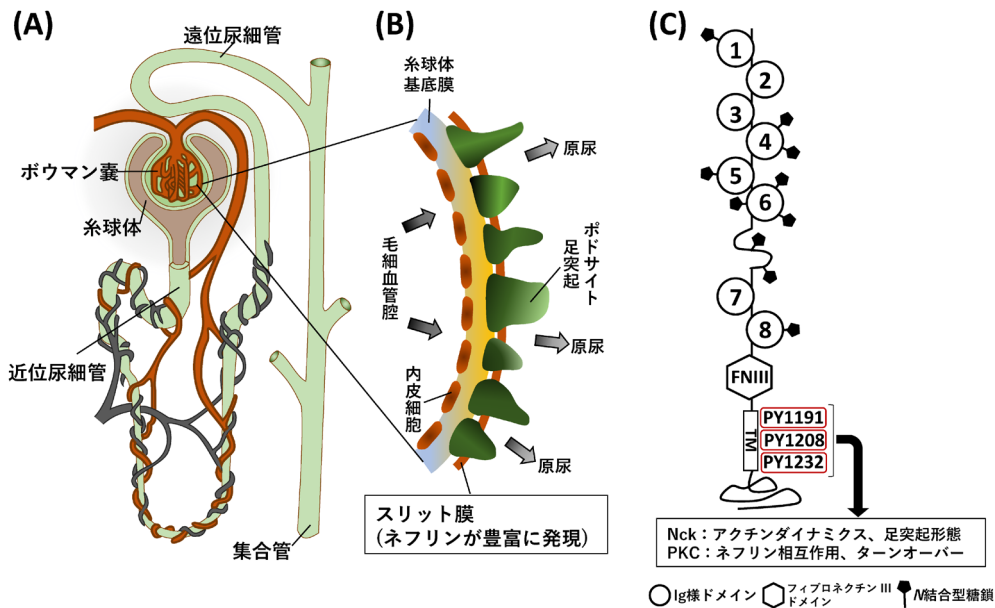 (A)
遠位尿細管
ボウマン嚢
糸球体
近位尿細管
集合管
(B)
糸球体
基底膜
原尿
毛細血管腔
ポドサイト
足突起
原尿
内皮細胞
原尿
スリット膜
(ネフリンが豊富に発現)
(C)
1
2
3
4
5
6
7
8
FNIII
TM
PY1191
PY1208
PY1232
Nck：アクチンダイナミクス、足突起形態
PKC：ネフリン相互作用、ターンオーバー
Ig様ドメイン
フィブロネクチン III
ドメイン
N結合型糖鎖